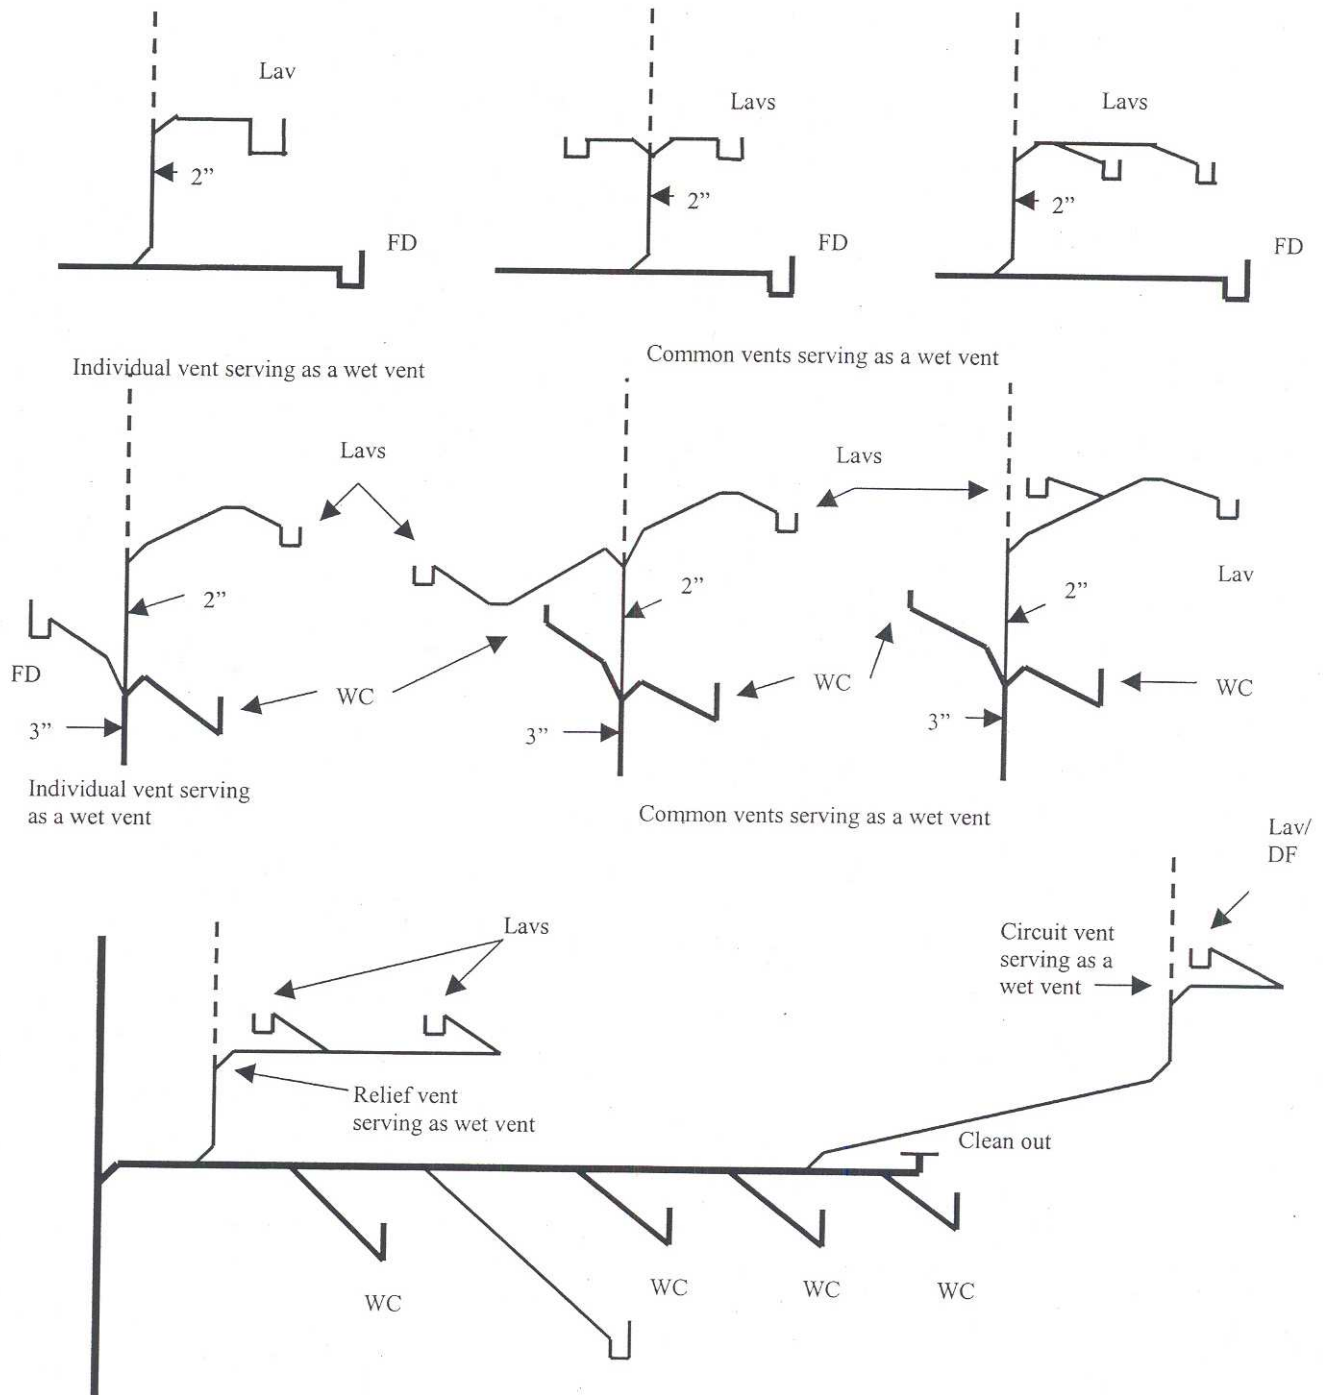 Lav
2”
FD
Lavs
2”
FD
Lavs
2”
FD
Individual vent serving as a wet vent
Common vents serving as a wet vent
Lavs
2”
FD
WC
3”
Individual vent serving
as a wet vent
2”
3”
Lavs
WC
2”
Lav
WC
3”
Common vents serving as a wet vent
Lavs
Relief vent
serving as wet vent
Lav/
DF
Circuit vent
serving as a
wet vent
Clean out
WC
WC
WC
WC